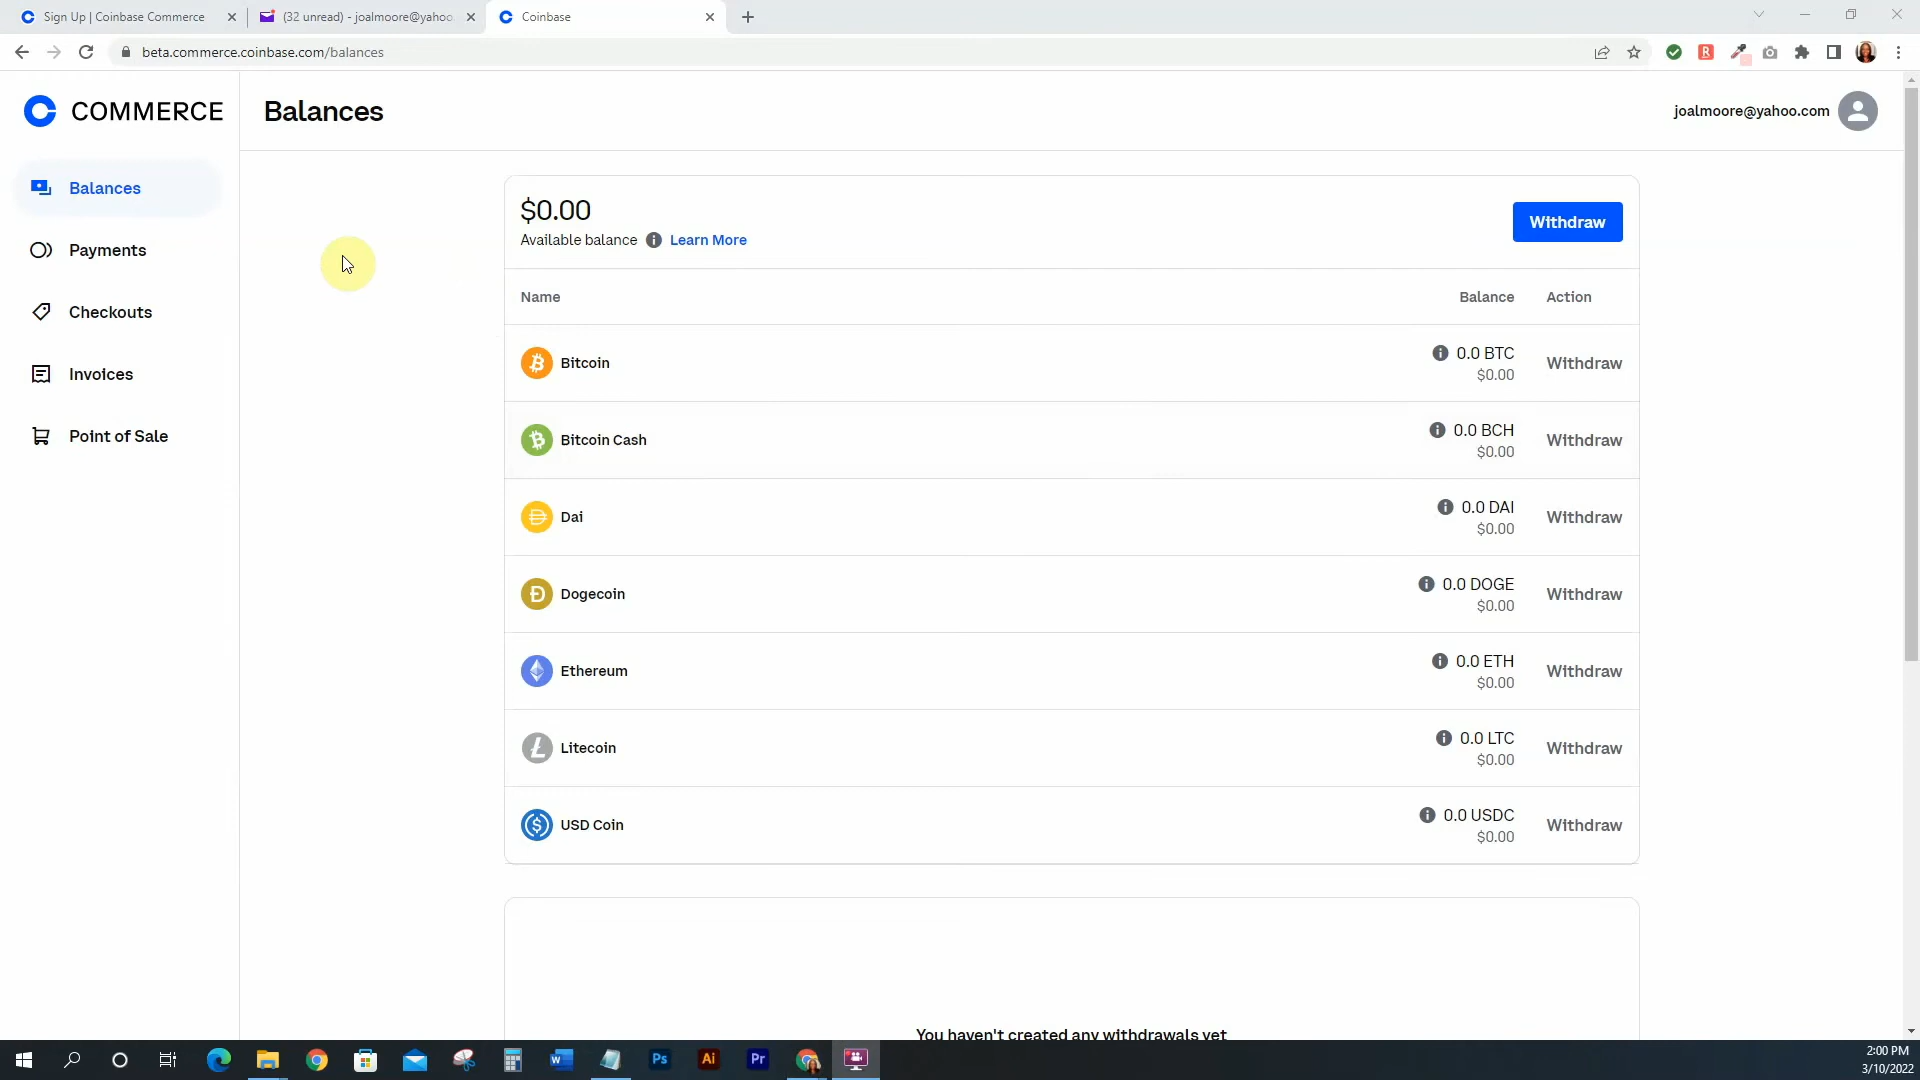 Sign Up | Coinbase Commerce
(32 unread) - joalmoore@yahoo
Coinbase
beta.commerce.coinbase.com/balances
COMMERCE
Balances
joalmoore@yahoo.com
Balances
Payments
Checkouts
Invoices
Point of Sale
$0.00
Available balance Learn More
Withdraw
Name Balance Action
Bitcoin 0.0 BTC Withdraw
$0.00
Bitcoin Cash 0.0 BCH Withdraw
$0.00
Dai 0.0 DAI Withdraw
$0.00
Dogecoin 0.0 DOGE Withdraw
$0.00
Ethereum 0.0 ETH Withdraw
$0.00
Litecoin 0.0 LTC Withdraw
$0.00
USD Coin 0.0 USDC Withdraw
$0.00
You haven't created any withdrawals yet
Ps
Ai
Pr
2:00 PM
3/10/2022